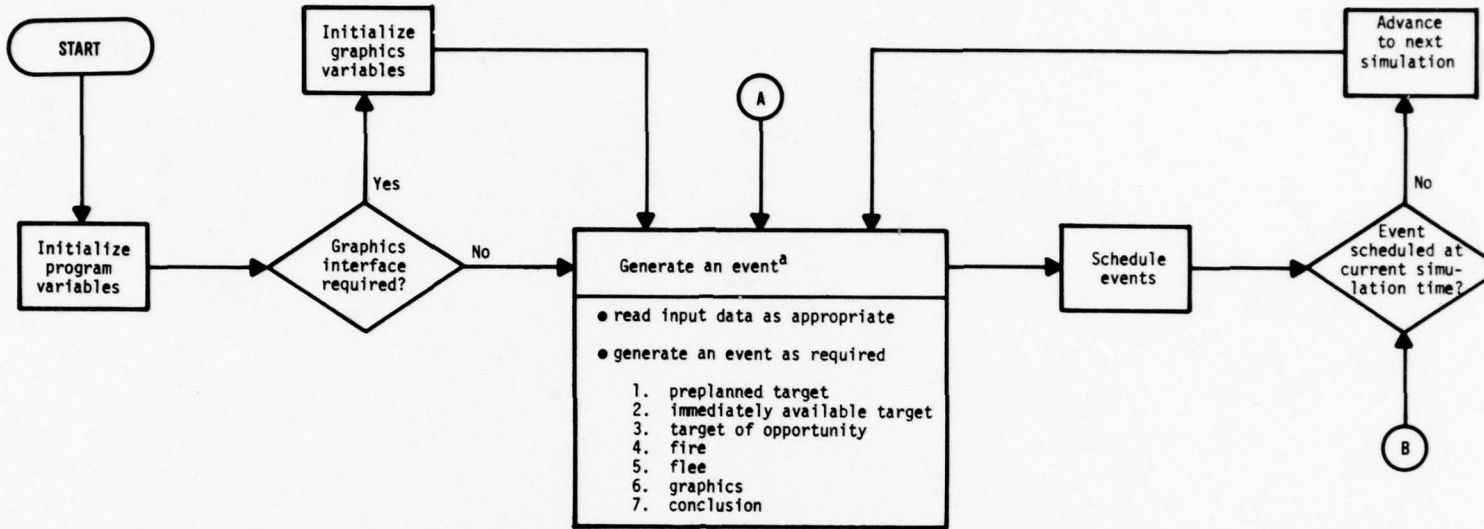 START
Initialize
program
variables
Graphics
interface
required?
Yes
No
Initialize
graphics
variables
A
Generate an eventᵃ
● read input data as appropriate
● generate an event as required
1. preplanned target
2. immediately available target
3. target of opportunity
4. fire
5. flee
6. graphics
7. conclusion
Schedule
events
Event
scheduled at
current simu-
lation time?
No
Advance
to next
simulation
B